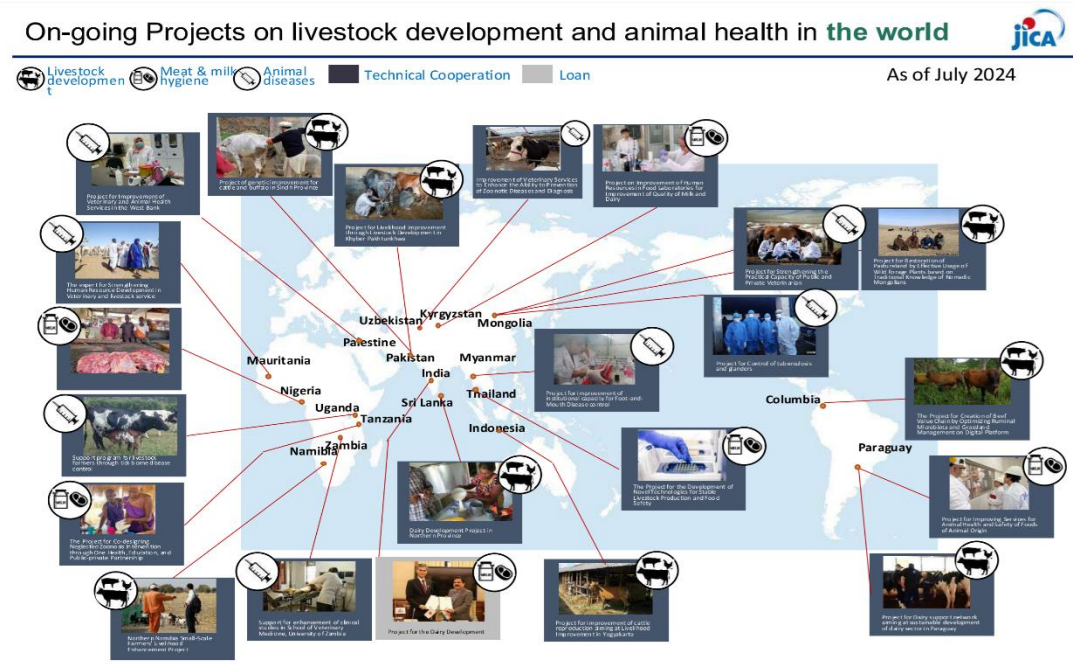 On-going Projects on livestock development and animal health in the world
jICA
Livestock
developmen
t
Meat & milk
hygiene
Animal
diseases
Technical Cooperation
Loan
As of July 2024
Project for Improvement of
Veterinary and Animal Health
Services in the West Bank
Project of genetic improvement for
cattle and buffalo in Sindh Province
Project for Livelihood Improvement
through Livestock Development in
Khyber Pakhtunkhwa
Improvement of Veterinary Services
to Enhance the Ability to Prevention
of Zoonotic Diseases and Diagnosis
Project on Improvement of Human
Resources in Food Laboratories for
Improvement of Quality of Milk and
Dairy
Project for Strengthening the
Practical Capacity of Public and
Private Veterinarian
Project for Restoration of
Pastureland by Effective Usage of
Wild forage Plants based on
Traditional Knowledge of Nomadic
Mongolians
The expert for Strengthening
Human Resource Development in
Veterinary and livestock service.
Project for Control of tuberculosis
and glanders
Uzbekistan
Kyrgyzstan
Mongolia
Palestine
Pakistan
Myanmar
Mauritania
India
Nigeria
Sri Lanka
Thailand
Uganda
Tanzania
Indonesia
Zambia
Namibia
Columbia
Paraguay
Project for Improvement of
Institutional capacity for Foot-and-
Mouth Disease control
The Project for Creation of Beef
Value Chain by Optimizing Ruminal
Microbiota and Grassland
Management on Digital Platform
Support program for livestock
farmers through tick borne disease
control
The Project for the Development of
Novel Technologies for Stable
Livestock Production and Food
Safety
Project for Improving Services for
Animal Health and Safety of Foods
of Animal Origin
Dairy Development Project in
Northern Province
The Project for Co-designing
Neglected Zoonosis Intervention
through One Health, Education, and
Public-private Partnership
Northern Namibia Small-Scale
Farmers' Livelihood
Enhancement Project
Support for enhancement of clinical
studies in School of Veterinary
Medicine, University of Zambia
Project for the Dairy Development
Project for improvement of cattle
reproduction aiming at Livelihood
Improvement in Yogyakarta
Project for Dairy support network
aiming at sustainable development
of dairy sector in Paraguay